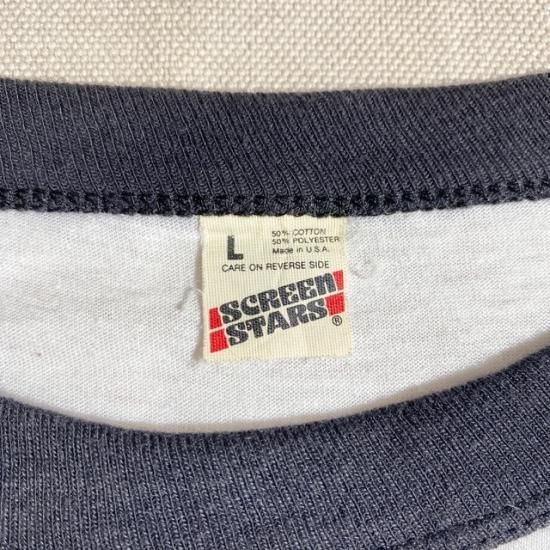 L
50% COTTON
50% POLYESTER
Made in U.S.A.
CARE ON REVERSE SIDE
SCREEN
STARS®